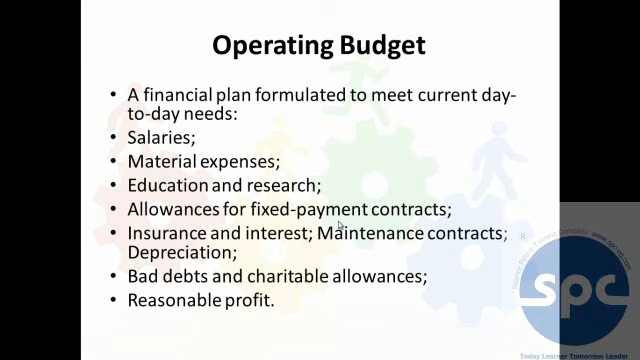 Operating Budget
• A financial plan formulated to meet current day-
to-day needs:
• Salaries;
• Material expenses;
• Education and research;
• Allowances for fixed-payment contracts;
• Insurance and interest; Maintenance contracts;
Depreciation;
• Bad debts and charitable allowances;
• Reasonable profit.
®
spc
Today Learner Tomorrow Leader